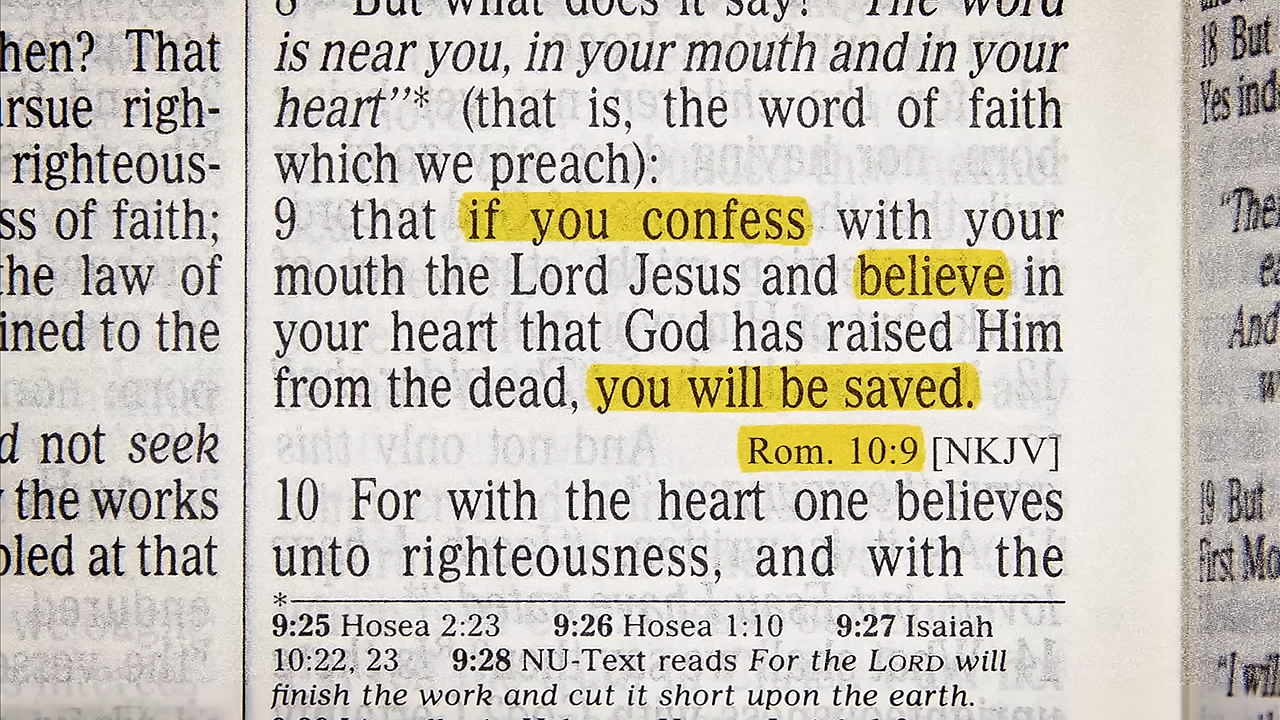 hen? That
rsue righ-
righteous-
ss of faith;
the law of
ined to the
d not seek
the works
bled at that
8 But what does it say? "The word
is near you, in your mouth and in your
heart"* (that is, the word of faith
which we preach):
9 that if you confess with your
mouth the Lord Jesus and believe in
your heart that God has raised Him
from the dead, you will be saved.
Rom. 10:9 [NKJV]
10 For with the heart one believes
unto righteousness, and with the
*
9:25 Hosea 2:23 9:26 Hosea 1:10 9:27 Isaiah
10:22, 23 9:28 NU-Text reads For the LORD will
finish the work and cut it short upon the earth.
18 But
Yes ind
"The
And
w
19 But
First Mo
"I will